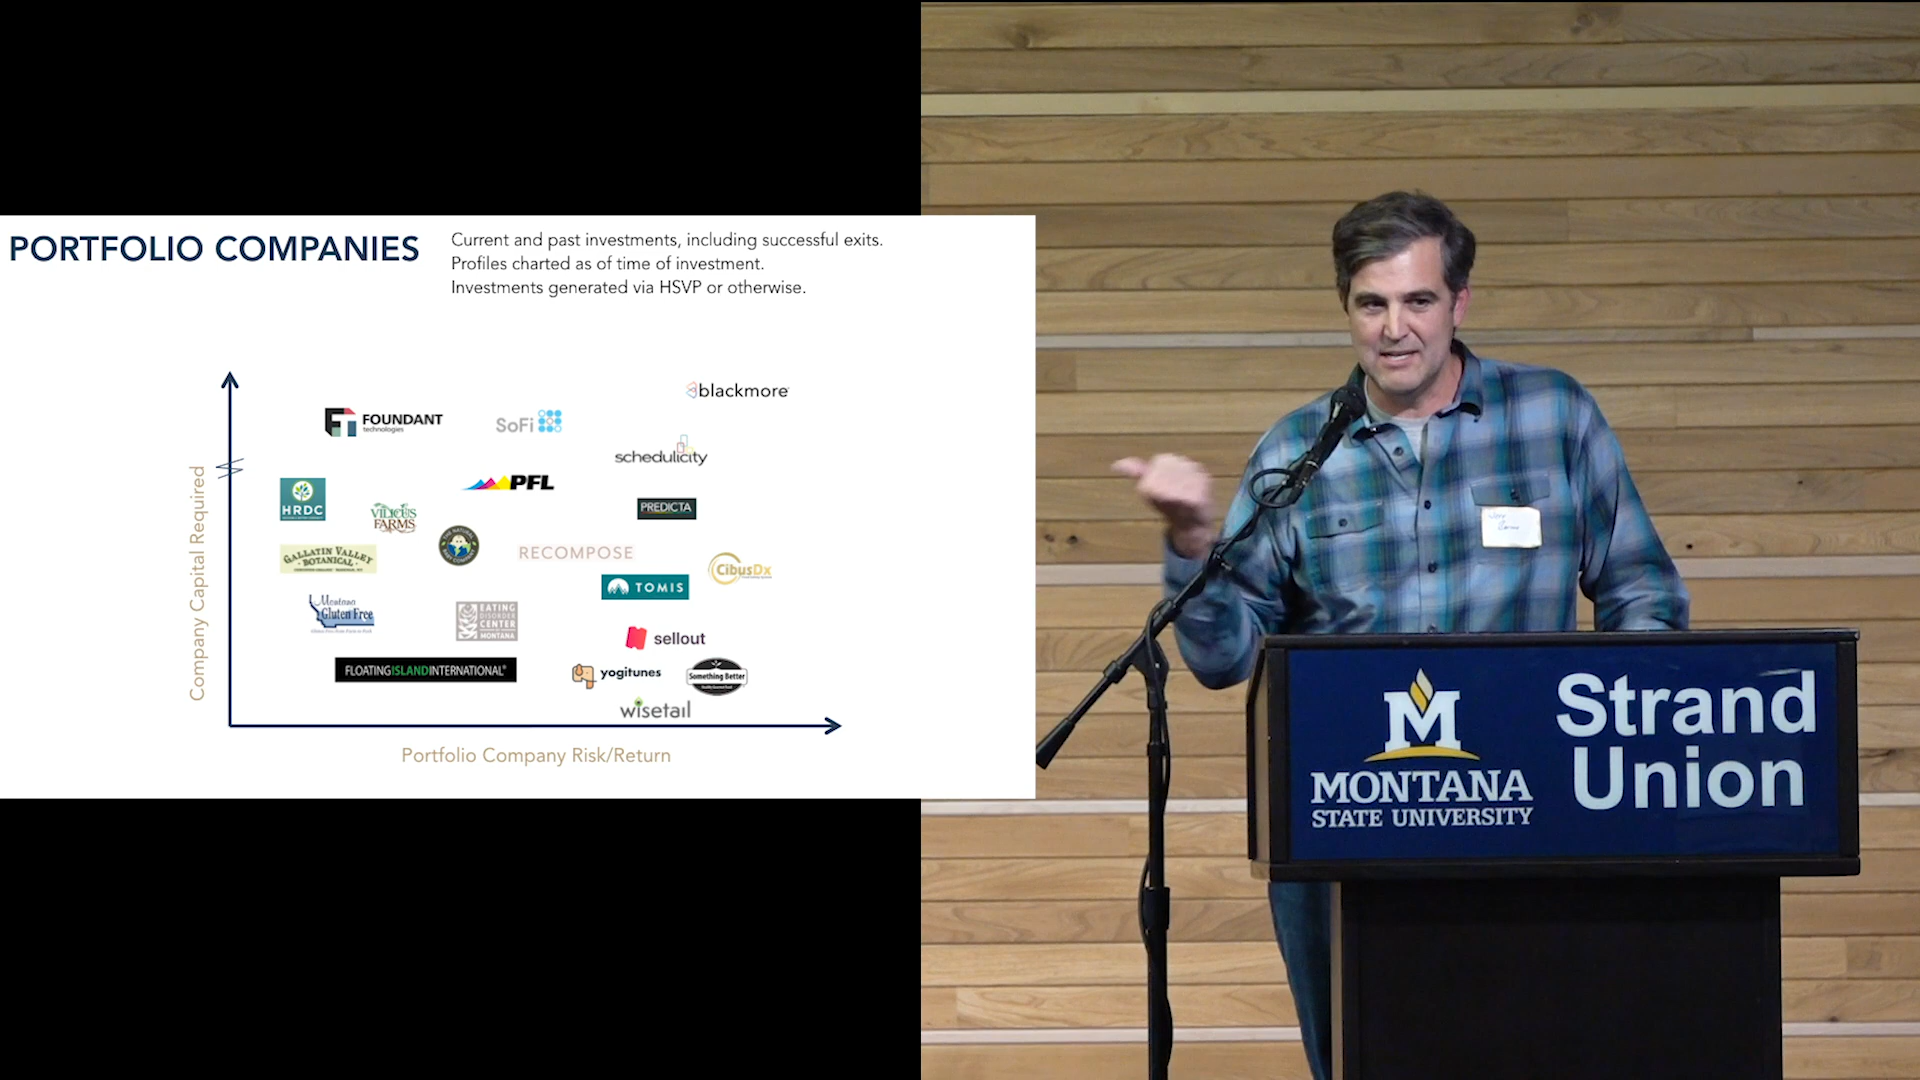 PORTFOLIO COMPANIES
Current and past investments, including successful exits.
Profiles charted as of time of investment.
Investments generated via HSVP or otherwise.
Company Capital Required
blackmore
FOUNDANT
technologies
SoFi
schedulicity
PFL
HRDC
VILICUS
FARMS
PREDICTA
GALLATIN VALLEY
BOTANICAL
RECOMPOSE
CibusDx
TOMIS
Montana
Gluten Free
EATING
DISORDER
CENTER
MONTANA
sellout
FLOATINGISLANDINTERNATIONAL®
yogitunes
Something Better
wisetail
Portfolio Company Risk/Return
M
MONTANA
STATE UNIVERSITY
Strand
Union